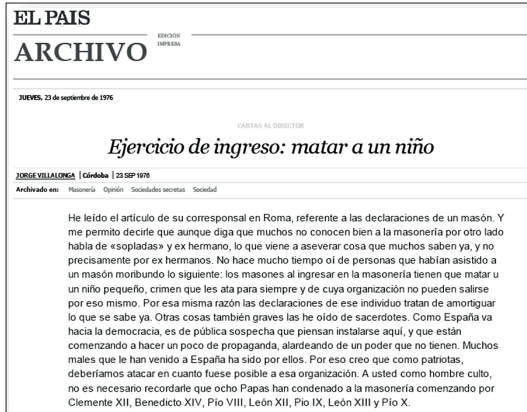 EL PAIS
ARCHIVO
EDICIÓN
IMPRESA
JUEVES, 23 de septiembre de 1976
CARTAS AL DIRECTOR
Ejercicio de ingreso: matar a un niño
JORGE VILLALONGA | Córdoba | 23 SEP 1976
Archivado en: Masonería Opinión Sociedades secretas Sociedad
He leído el artículo de su corresponsal en Roma, referente a las declaraciones de un masón. Y
me permito decirle que aunque diga que muchos no conocen bien a la masonería por otro lado
habla de «sopladas» y ex hermano, lo que viene a aseverar cosa que muchos saben ya, y no
precisamente por ex hermanos. No hace mucho tiempo oí de personas que habían asistido a
un masón moribundo lo siguiente: los masones al ingresar en la masonería tienen que matar u
un niño pequeño, crimen que les ata para siempre y de cuya organización no pueden salirse
por eso mismo. Por esa misma razón las declaraciones de ese individuo tratan de amortiguar
lo que se sabe ya. Otras cosas también graves las he oído de sacerdotes. Como España va
hacia la democracia, es de pública sospecha que piensan instalarse aquí, y que están
comenzando a hacer un poco de propaganda, alardeando de un poder que no tienen. Muchos
males que le han venido a España ha sido por ellos. Por eso creo que como patriotas,
deberíamos atacar en cuanto fuese posible a esa organización. A usted como hombre culto,
no es necesario recordarle que ocho Papas han condenado a la masonería comenzando por
Clemente XII, Benedicto XIV, Pío VIII, León XII, Pio IX, León XIII y Pío X.